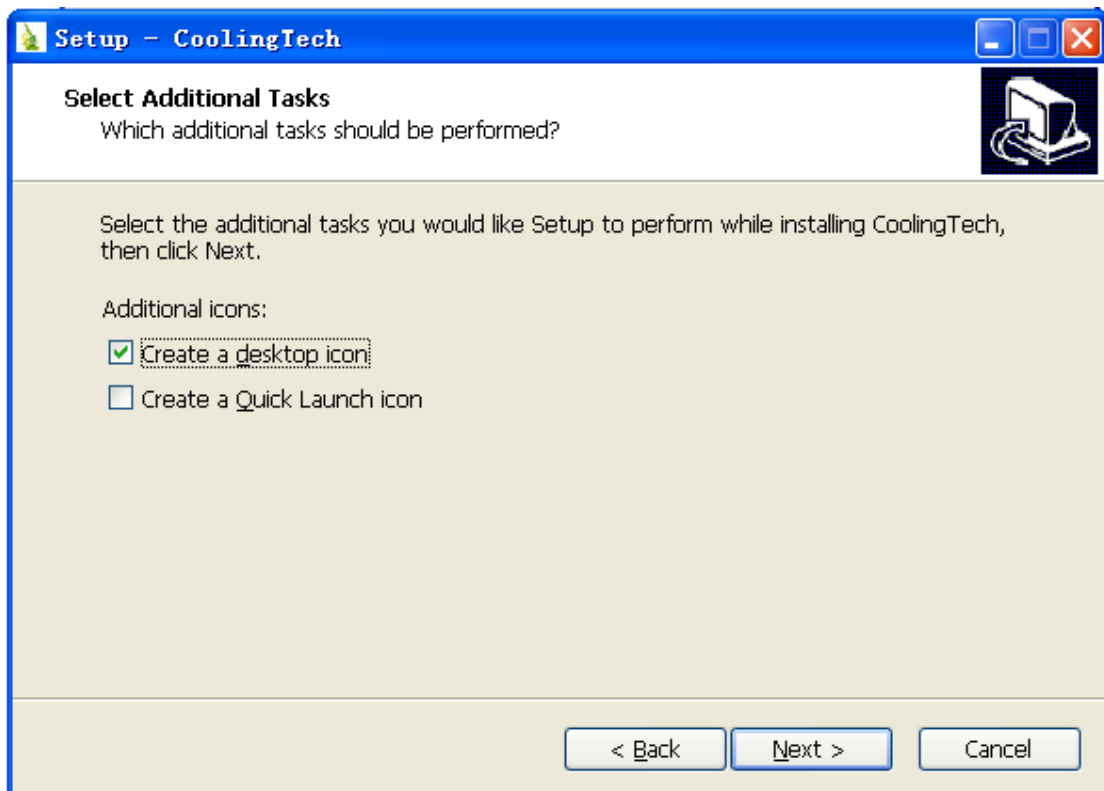 Setup - CoolingTech
Select Additional Tasks
Which additional tasks should be performed?
Select the additional tasks you would like Setup to perform while installing CoolingTech,
then click Next.
Additional icons:
Create a desktop icon
Create a Quick Launch icon
< Back Next > Cancel